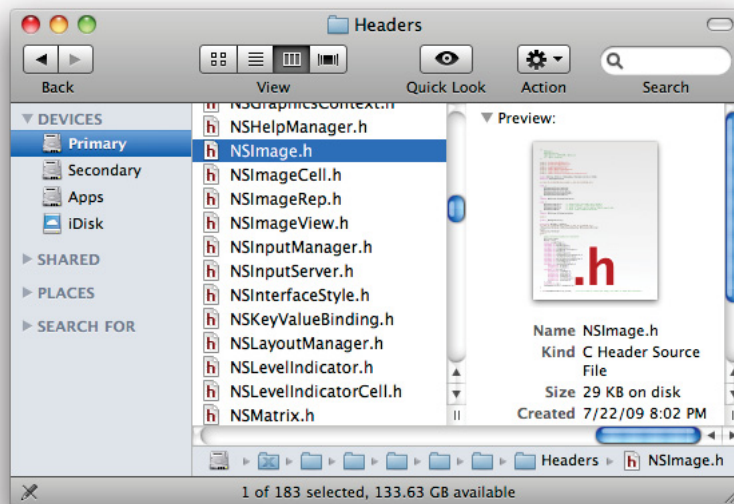 Headers
Back
View
Quick Look
Action
Search
DEVICES
Primary
Secondary
Apps
iDisk
SHARED
PLACES
SEARCH FOR
NSGraphicsContext.h
NSHelpManager.h
NSImage.h
NSImageCell.h
NSImageRep.h
NSImageView.h
NSInputManager.h
NSInputServer.h
NSInterfaceStyle.h
NSKeyValueBinding.h
NSLayoutManager.h
NSLevelIndicator.h
NSLevelIndicatorCell.h
NSMatrix.h
Preview:
.h
Name NSImage.h
Kind C Header Source
File
Size 29 KB on disk
Created 7/22/09 8:02 PM
Headers NSImage.h
1 of 183 selected, 133.63 GB available